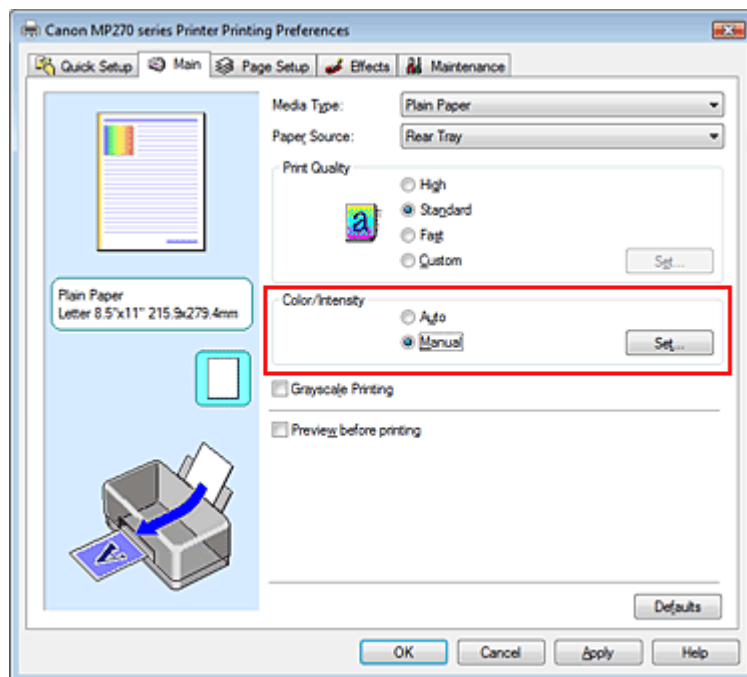 Canon MP270 series Printer Printing Preferences
Quick Setup Main Page Setup Effects Maintenance
Media Type: Plain Paper
Paper Source: Rear Tray
Print Quality
High
a Standard
Fast
Custom Set...
Plain Paper
Letter 8.5"x11" 215.9x279.4mm
Color/Intensity
Auto
Manual Set...
Grayscale Printing
Preview before printing
Defaults
OK Cancel Apply Help